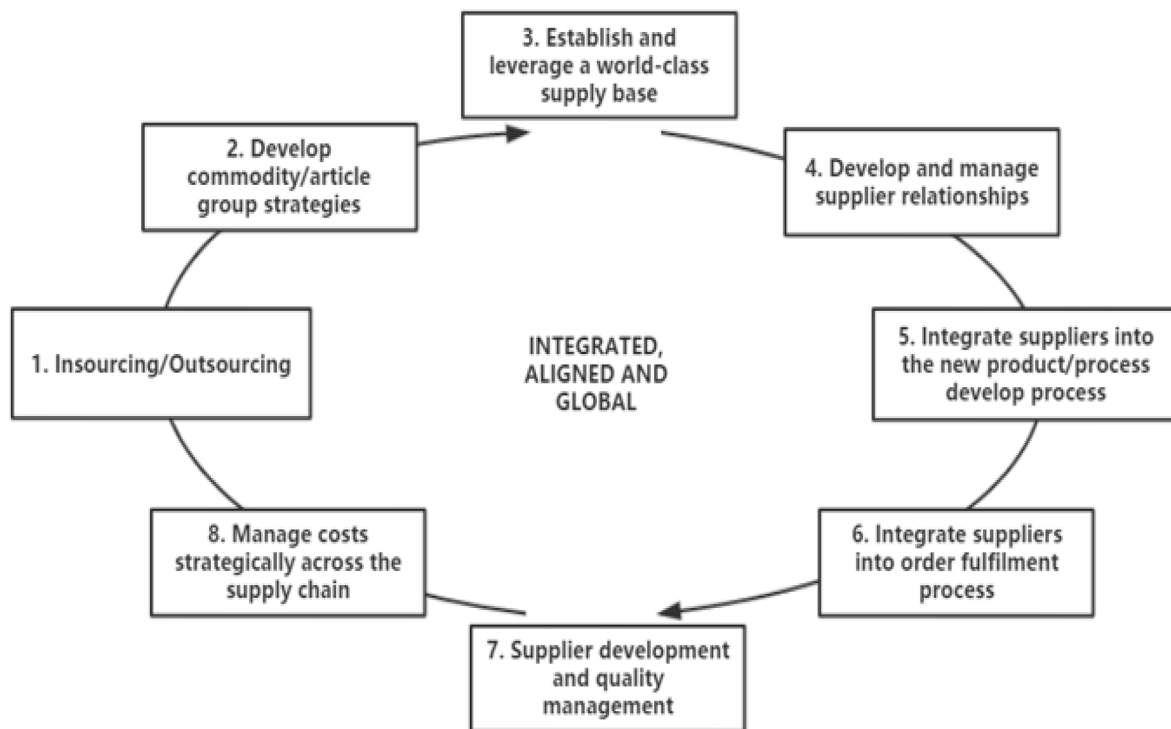 3. Establish and
leverage a world-class
supply base
2. Develop
commodity/article
group strategies
4. Develop and manage
supplier relationships
1. Insourcing/Outsourcing
INTEGRATED,
ALIGNED AND
GLOBAL
5. Integrate suppliers into
the new product/process
develop process
8. Manage costs
strategically across the
supply chain
6. Integrate suppliers
into order fulfilment
process
7. Supplier development
and quality
management